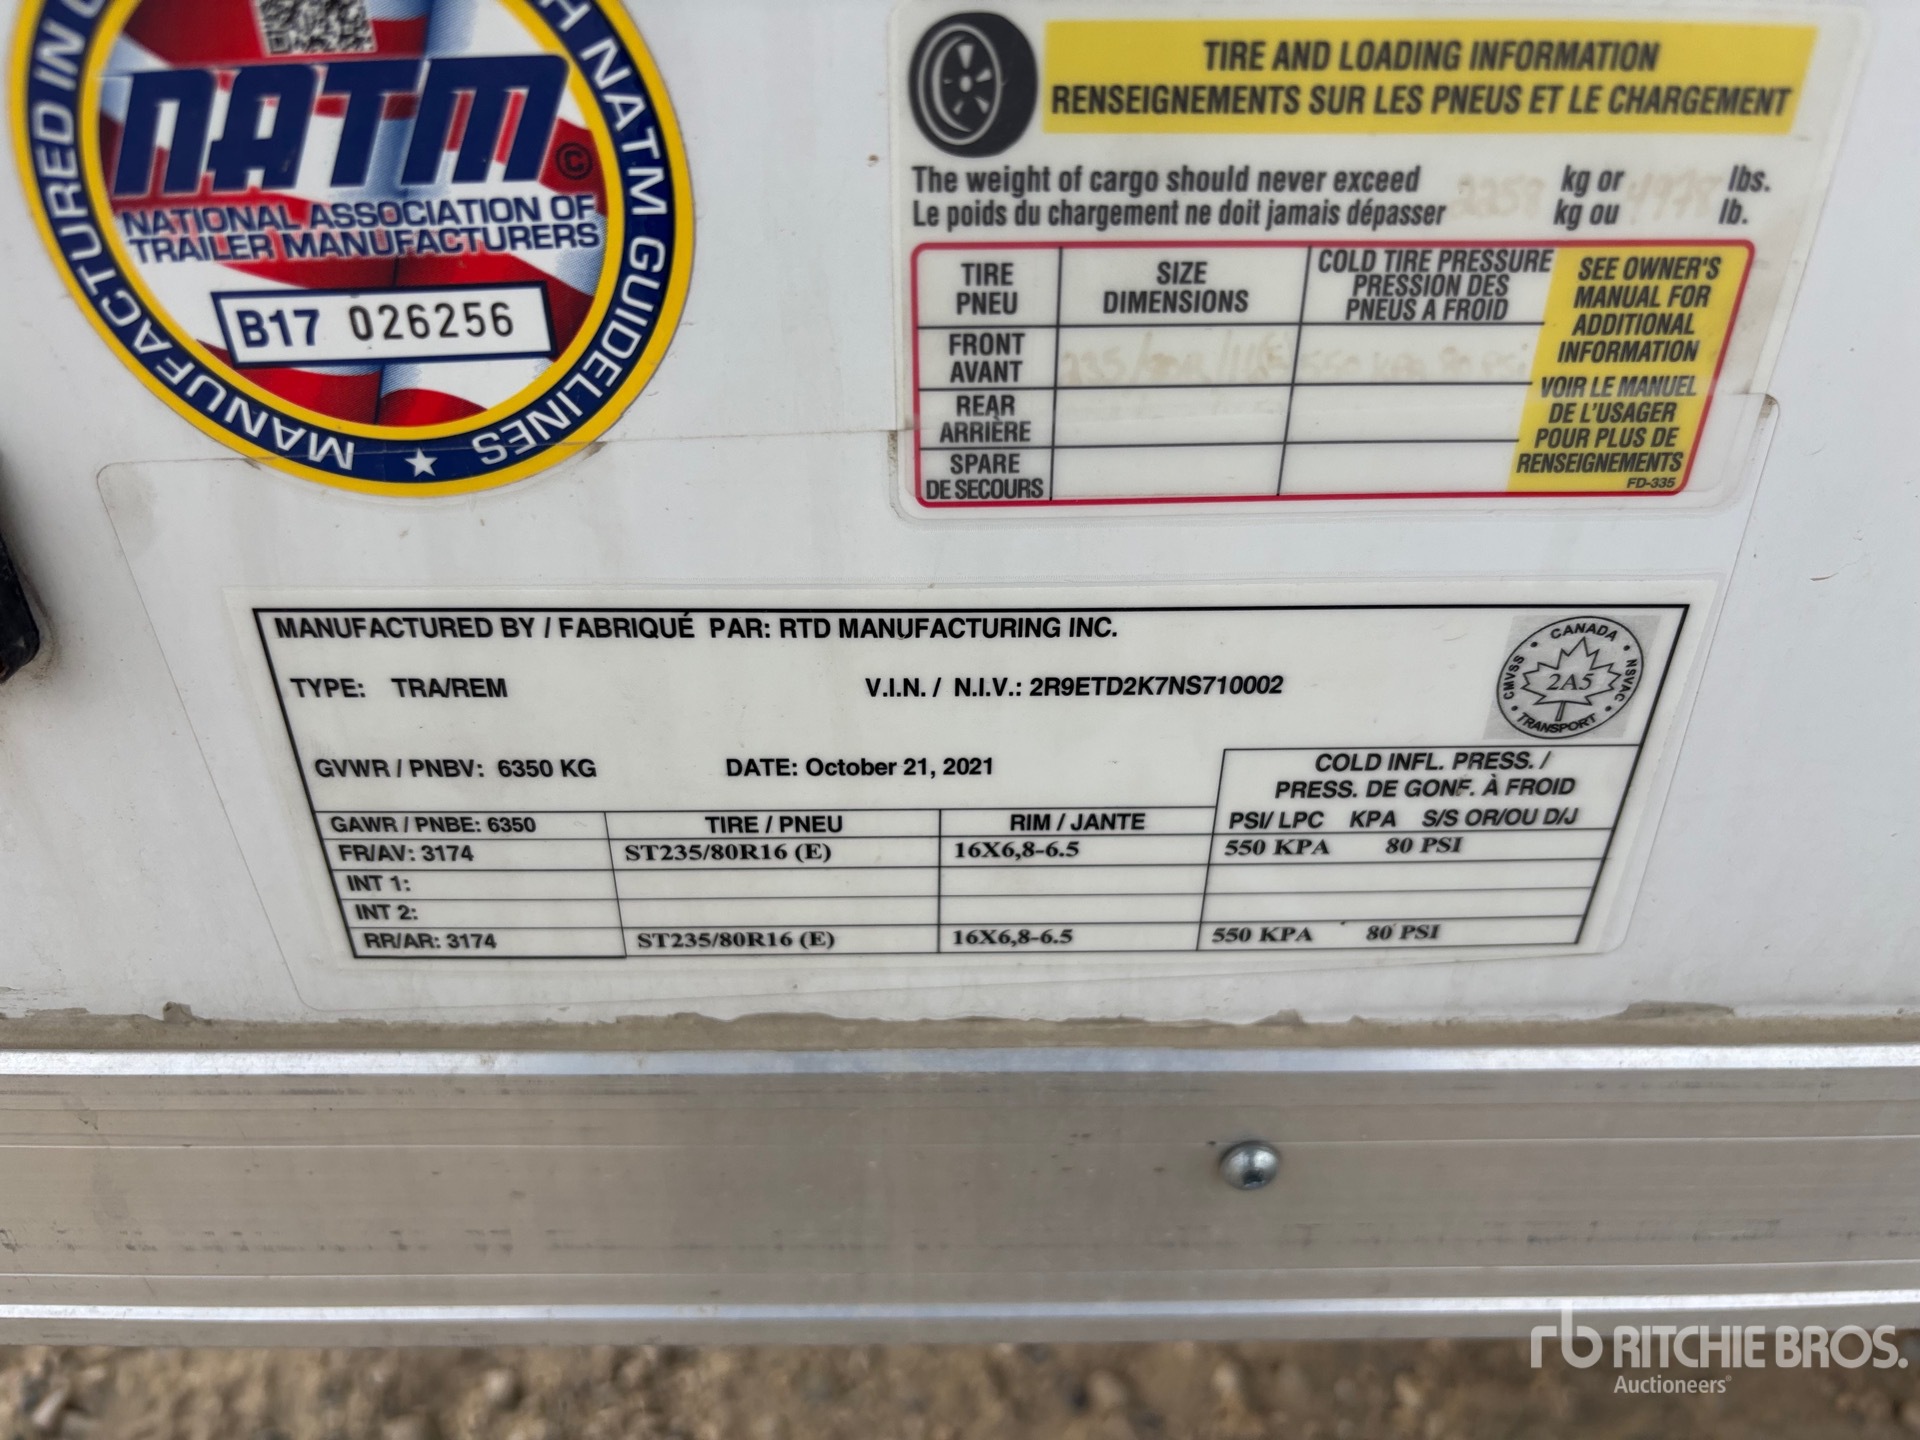 MANUFACTURED IN
H NATM GUIDELINES
NATM ©
NATIONAL ASSOCIATION OF
TRAILER MANUFACTURERS
B17 026256
TIRE AND LOADING INFORMATION
RENSEIGNEMENTS SUR LES PNEUS ET LE CHARGEMENT
The weight of cargo should never exceed kg or lbs.
Le poids du chargement ne doit jamais dépasser kg ou lb.
TIRE
PNEU
SIZE
DIMENSIONS
COLD TIRE PRESSURE
PRESSION DES
PNEUS A FROID
SEE OWNER'S
MANUAL FOR
ADDITIONAL
INFORMATION
VOIR LE MANUEL
DE L'USAGER
POUR PLUS DE
RENSEIGNEMENTS
FD-335
FRONT
AVANT
REAR
ARRIÈRE
SPARE
DE SECOURS
MANUFACTURED BY / FABRIQUÉ PAR: RTD MANUFACTURING INC.
TYPE: TRA/REM V.I.N. / N.I.V.: 2R9ETD2K7NS710002
CANADA
CMVSS 2A5 NSVAC
TRANSPORT
GVWR / PNBV: 6350 KG DATE: October 21, 2021
COLD INFL. PRESS. /
PRESS. DE GONF. À FROID
GAWR / PNBE: 6350 TIRE / PNEU RIM / JANTE PSI/ LPC KPA S/S OR/OU D/J
FR/AV: 3174 ST235/80R16 (E) 16X6,8-6.5 550 KPA 80 PSI
INT 1:
INT 2:
RR/AR: 3174 ST235/80R16 (E) 16X6,8-6.5 550 KPA 80 PSI
rb RITCHIE BROS.
Auctioneers